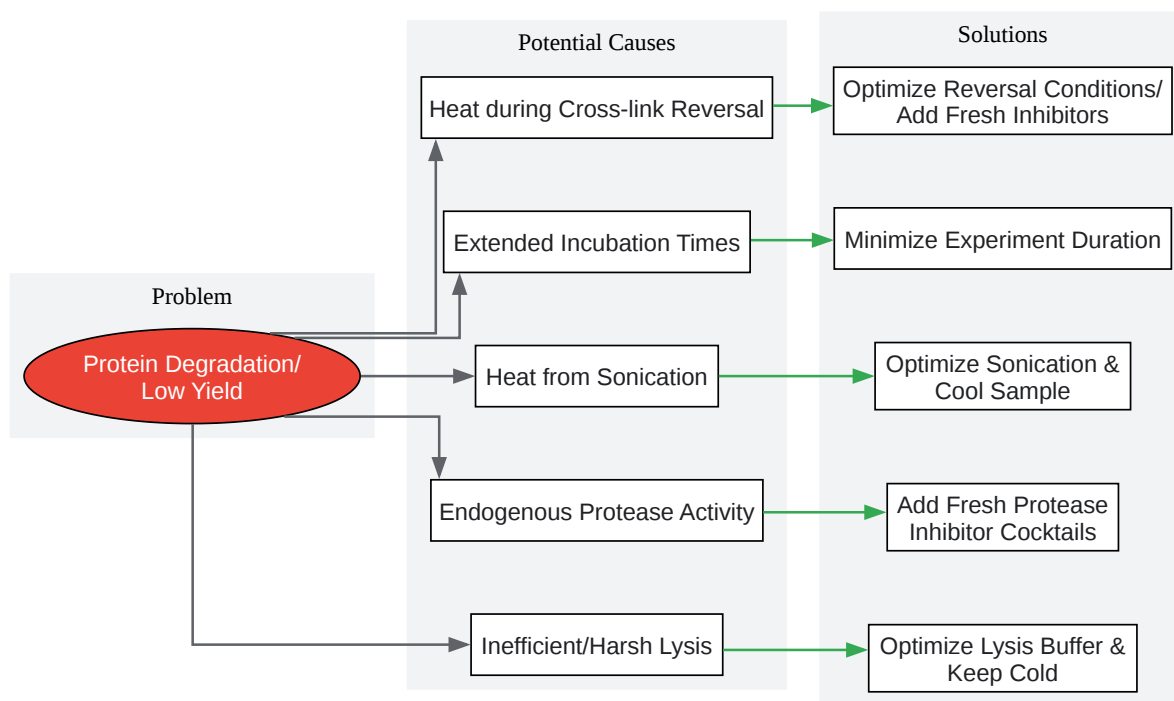 Problem
Protein Degradation/
Low Yield
Potential Causes
Heat during Cross-link Reversal
Extended Incubation Times
Heat from Sonication
Endogenous Protease Activity
Inefficient/Harsh Lysis
Solutions
Optimize Reversal Conditions/
Add Fresh Inhibitors
Minimize Experiment Duration
Optimize Sonication &
Cool Sample
Add Fresh Protease
Inhibitor Cocktails
Optimize Lysis Buffer &
Keep Cold